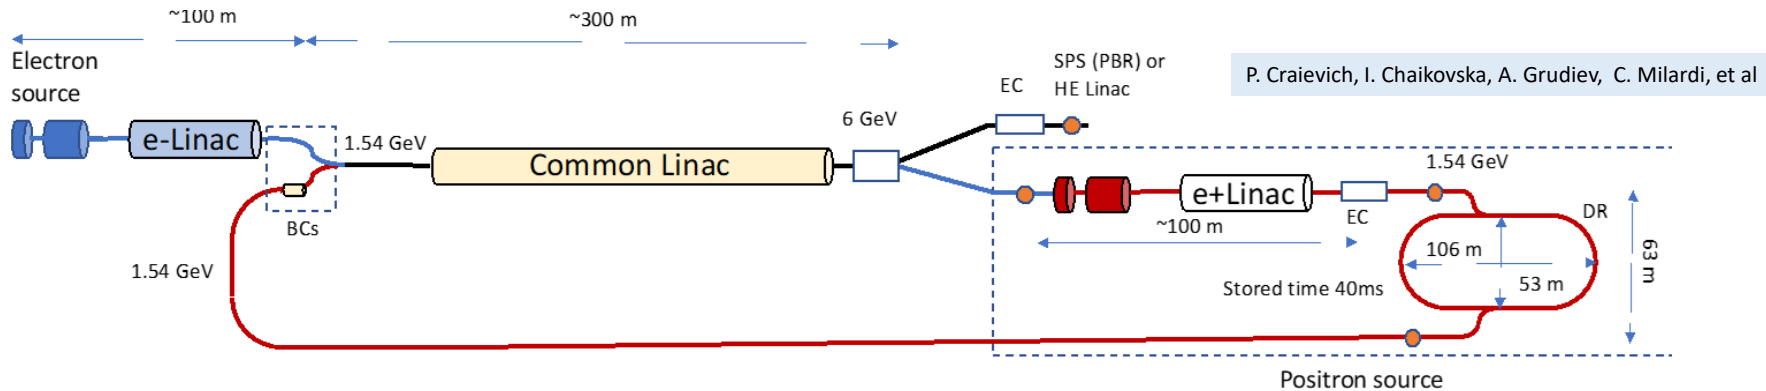 ~100 m
~300 m
Electron
source
SPS (PBR) or
HE Linac
EC
P. Craievich, I. Chaikovska, A. Grudiev, C. Milardi, et al
6 GeV
e-Linac
1.54 GeV
Common Linac
1.54 GeV
e+Linac
EC
DR
BCs
~100 m
106 m
63 m
1.54 GeV
Stored time 40ms
53 m
Positron source